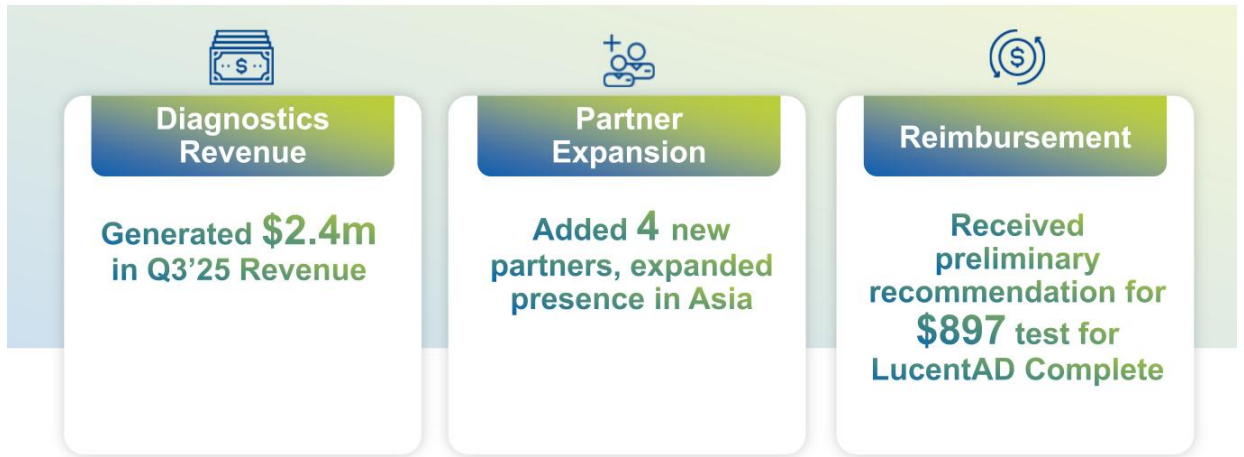 Diagnostics
Revenue
Generated $2.4m
in Q3’25 Revenue
Partner
Expansion
Added 4 new
partners, expanded
presence in Asia
Reimbursement
Received
preliminary
recommendation for
$897 test for
LucentAD Complete